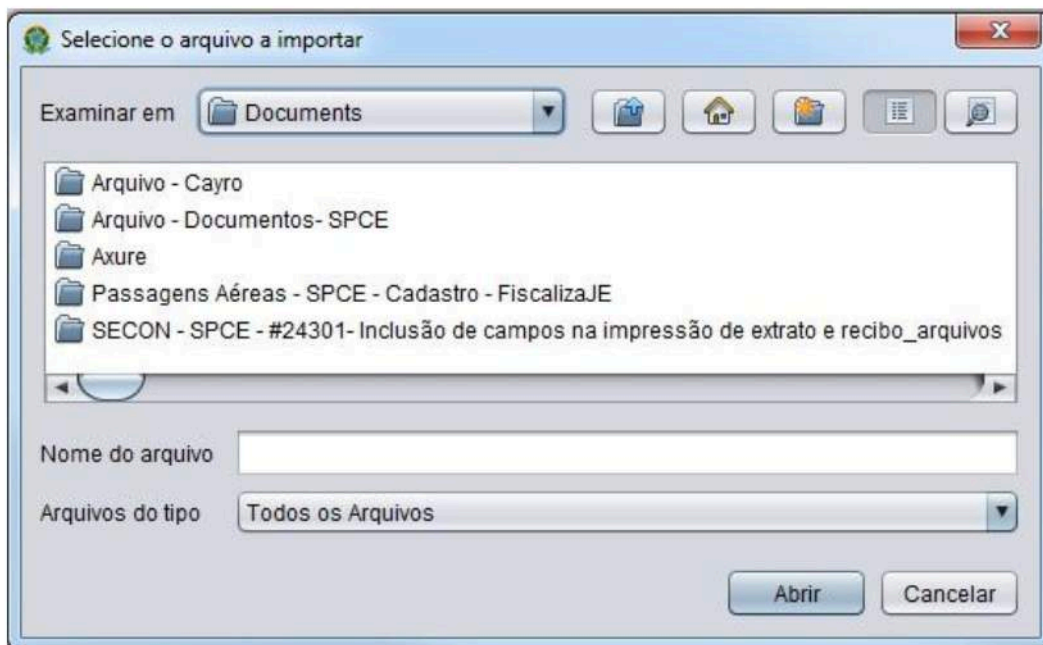 Selecione o arquivo a importar
Examinar em Documents
Arquivo - Cayro
Arquivo - Documentos- SPCE
Axure
Passagens Aéreas - SPCE - Cadastro - FiscalizaJE
SECON - SPCE - #24301- Inclusão de campos na impressão de extrato e recibo_arquivos
Nome do arquivo
Arquivos do tipo Todos os Arquivos
Abrir Cancelar